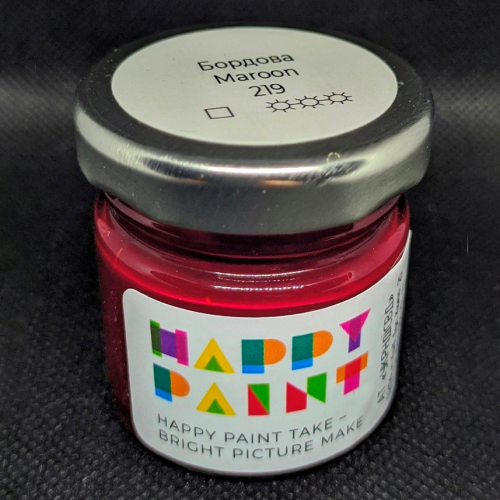 Бордова
Maroon
219
HAPPY
PAINT
HAPPY PAINT TAKE –
BRIGHT PICTURE MAKE